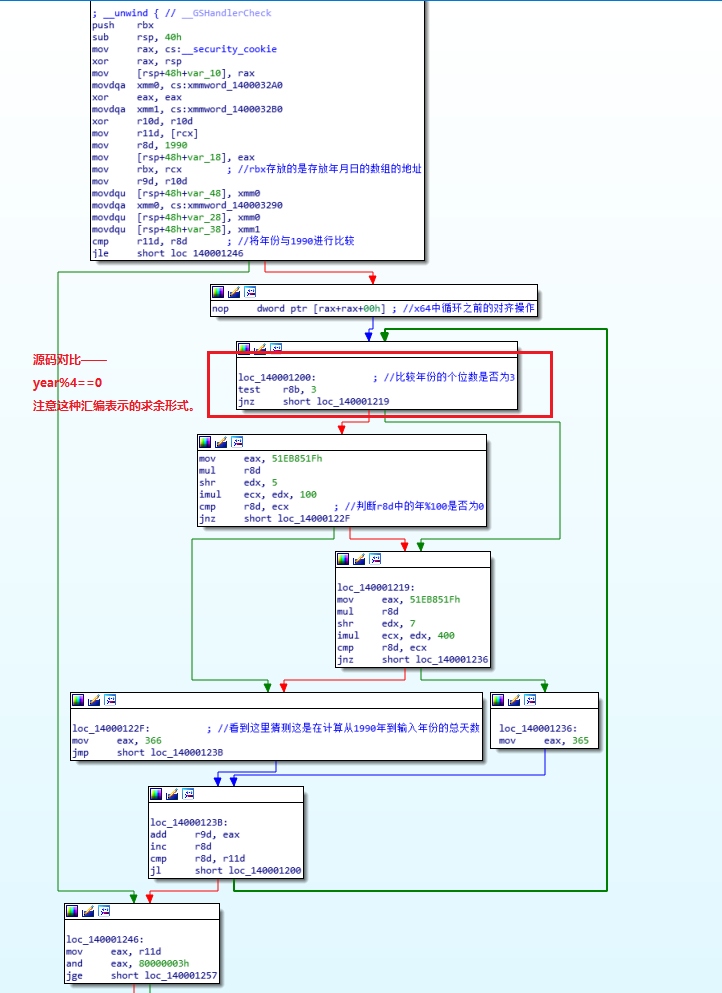 ; __unwind { // __GSHandlerCheck
push rbx
sub rsp, 40h
mov rax, cs:__security_cookie
xor rax, rsp
mov [rsp+48h+var_10], rax
movdqa xmm0, cs:xmmword_1400032A0
xor eax, eax
movdqa xmm1, cs:xmmword_1400032B0
xor r10d, r10d
mov r11d, [rcx]
mov r8d, 1990
mov [rsp+48h+var_18], eax
mov rbx, rcx ; //rbx存放的是存放年月日的数组的地址
mov r9d, r10d
movdqu [rsp+48h+var_48], xmm0
movdqa xmm0, cs:xmmword_140003290
movdqu [rsp+48h+var_28], xmm0
movdqu [rsp+48h+var_38], xmm1
cmp r11d, r8d ; //将年份与1990进行比较
jle short loc_140001246
nop dword ptr [rax+rax+00h] ; //x64中循环之前的对齐操作
源码对比——
year%4==0
注意这种汇编表示的求余形式。
loc_140001200: ; //比较年份的个位数是否为3
test r8b, 3
jnz short loc_140001219
mov eax, 51EB851Fh
mul r8d
shr edx, 5
imul ecx, edx, 100
cmp r8d, ecx ; //判断r8d中的年%100是否为0
jnz short loc_14000122F
loc_140001219:
mov eax, 51EB851Fh
mul r8d
shr edx, 7
imul ecx, edx, 400
cmp r8d, ecx
jnz short loc_140001236
loc_14000122F: ; //看到这里猜测这是在计算从1990年到输入年份的总天数
mov eax, 366
jmp short loc_14000123B
loc_140001236:
mov eax, 365
loc_14000123B:
add r9d, eax
inc r8d
cmp r8d, r11d
jl short loc_140001200
loc_140001246:
mov eax, r11d
and eax, 80000003h
jge short loc_140001257